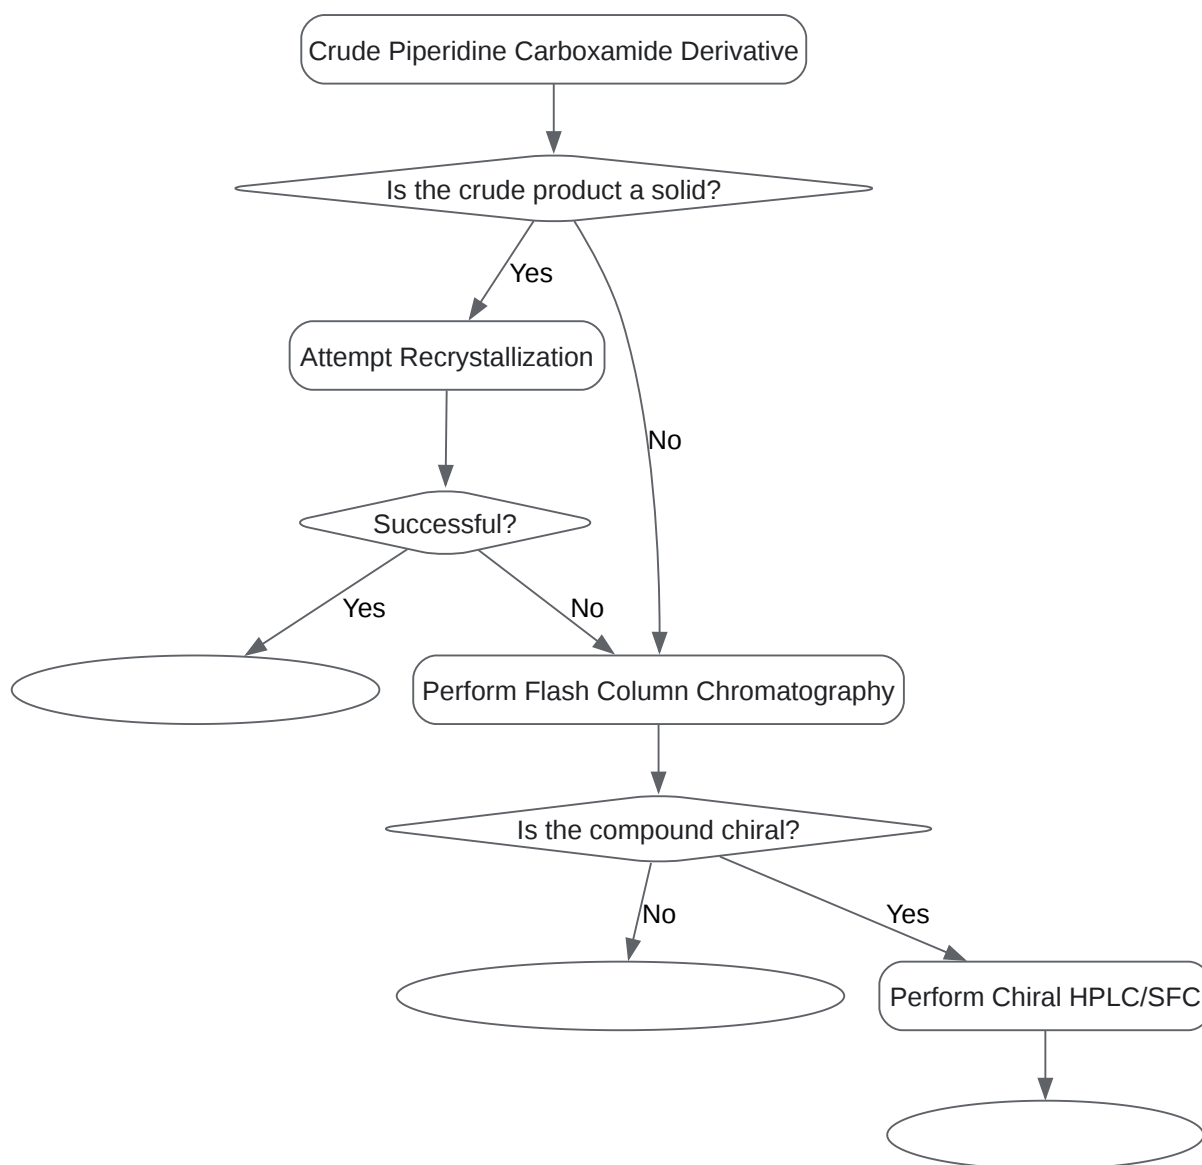 Crude Piperidine Carboxamide Derivative
Is the crude product a solid?
Yes
Attempt Recrystallization
No
Successful?
Yes
No
Perform Flash Column Chromatography
Is the compound chiral?
No
Yes
Perform Chiral HPLC/SFC